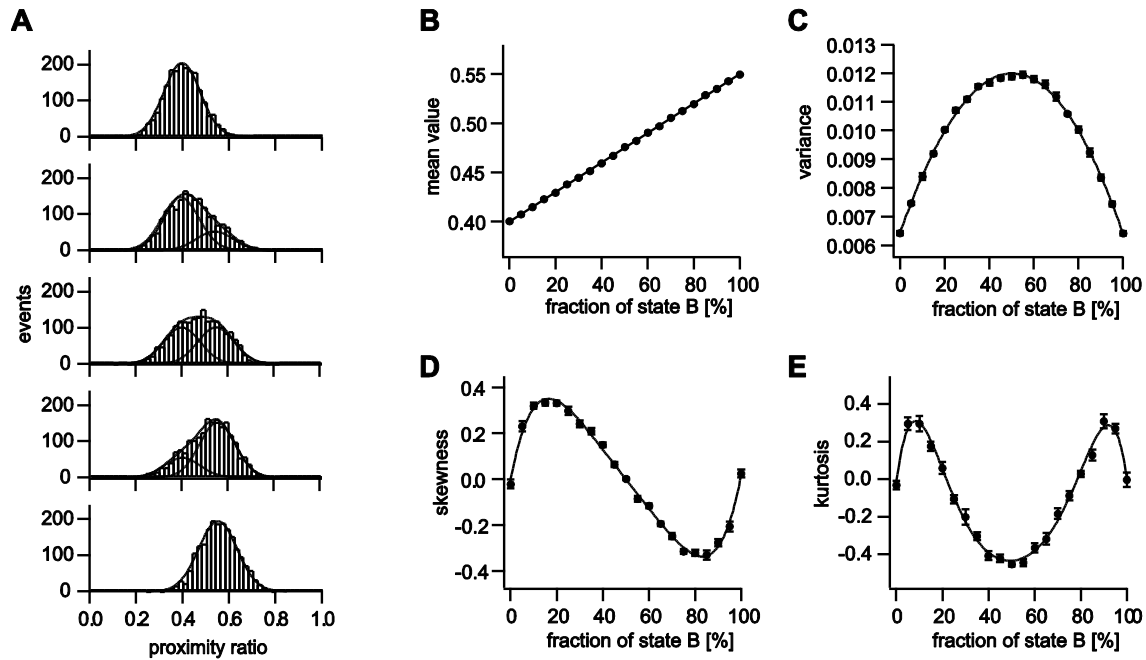 A
events
200
100
0
200
100
0
200
100
0
200
100
0
200
100
0
0.0 0.2 0.4 0.6 0.8 1.0
proximity ratio
B
mean value
0.55
0.50
0.45
0.40
0 20 40 60 80 100
fraction of state B [%]
C
variance
0.013
0.012
0.011
0.010
0.009
0.008
0.007
0.006
0 20 40 60 80 100
fraction of state B [%]
D
skewness
0.4
0.2
0.0
-0.2
-0.4
0 20 40 60 80 100
fraction of state B [%]
E
kurtosis
0.4
0.2
0.0
-0.2
-0.4
0 20 40 60 80 100
fraction of state B [%]